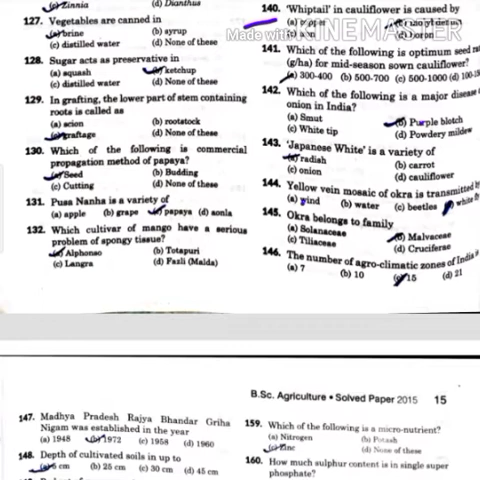 (c) Zinnia (d) Dianthus
127. Vegetables are canned in
(a) brine (b) syrup
(c) distilled water (d) None of these
128. Sugar acts as preservative in
(a) squash (b) ketchup
(c) distilled water (d) None of these
129. In grafting, the lower part of stem containing
roots is called as
(a) scion (b) rootstock
(c) graftage (d) None of these
130. Which of the following is commercial
propagation method of papaya?
(a) Seed (b) Budding
(c) Cutting (d) None of these
131. Pusa Nanha is a variety of
(a) apple (b) grape (c) papaya (d) aonla
132. Which cultivar of mango have a serious
problem of spongy tissue?
(a) Alphonso (b) Totapuri
(c) Langra (d) Fazli (Malda)
140. 'Whiptail' in cauliflower is caused by
(a) (b)
(d) boron
KINEMASTER
141. Which of the following is optimum seed
(g/ha) for mid-season sown cauliflower?
(a) 300-400 (b) 500-700 (c) 500-1000 (d)
142. Which of the following is a major disease
onion in India?
(a) Smut (b) Purple blotch
(c) White tip (d) Powdery mildew
143. 'Japanese White' is a variety of
(a) radish (b) carrot
(c) onion (d) cauliflower
144. Yellow vein mosaic of okra is transmitted by
(a) wind (b) water (c) beetles white
145. Okra belongs to family
(a) Solanaceae (b) Malvaceae
(c) Tiliaceae (d) Cruciferae
146. The number of agro-climatic zones of India
(a) 7 (b) 10 (c) 15 (d) 21
B.Sc. Agriculture • Solved Paper 2015 15
147. Madhya Pradesh Rajya Bhandar Griha
Nigam was established in the year
(a) 1948 (b) 1972 (c) 1958 (d) 1960
148. Depth of cultivated soils in up to
(a) 5 cm (b) 25 cm (c) 30 cm (d) 45 cm
159. Which of the following is a micro-nutrient?
(a) Nitrogen (b) Potash
(c) Zinc (d) None of these
160. How much sulphur content is in single super
phosphate?